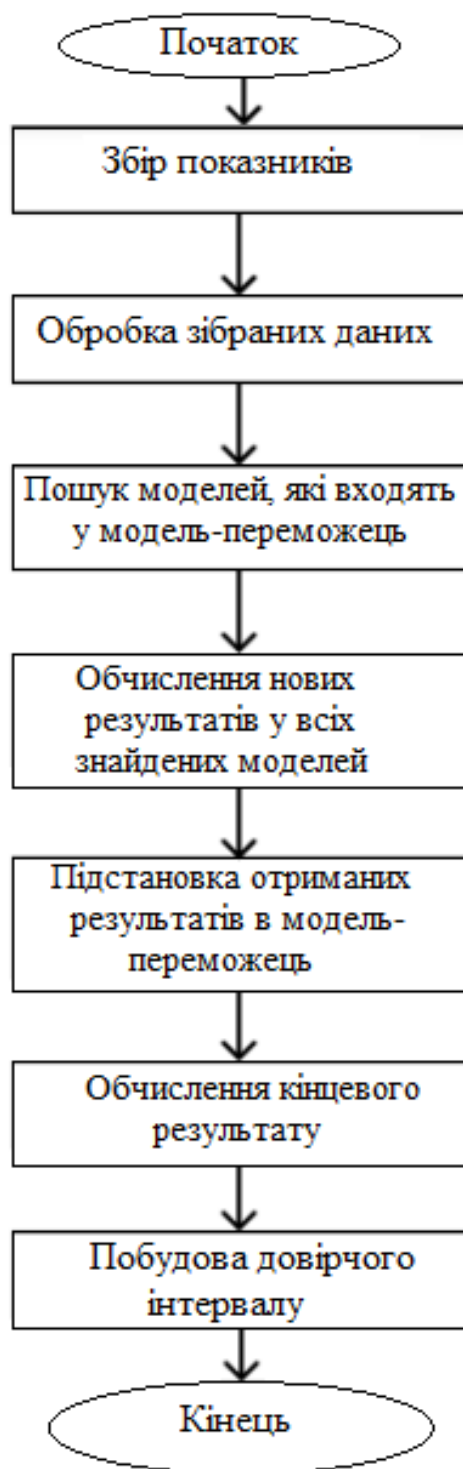 Початок
Збір показників
Обробка зібраних даних
Пошук моделей, які входять
у модель-переможець
Обчислення нових
результатів у всіх
знайдених моделей
Підстановка отриманих
результатів в модель-
переможець
Обчислення кінцевого
результату
Побудова довірчого
інтервалу
Кінець